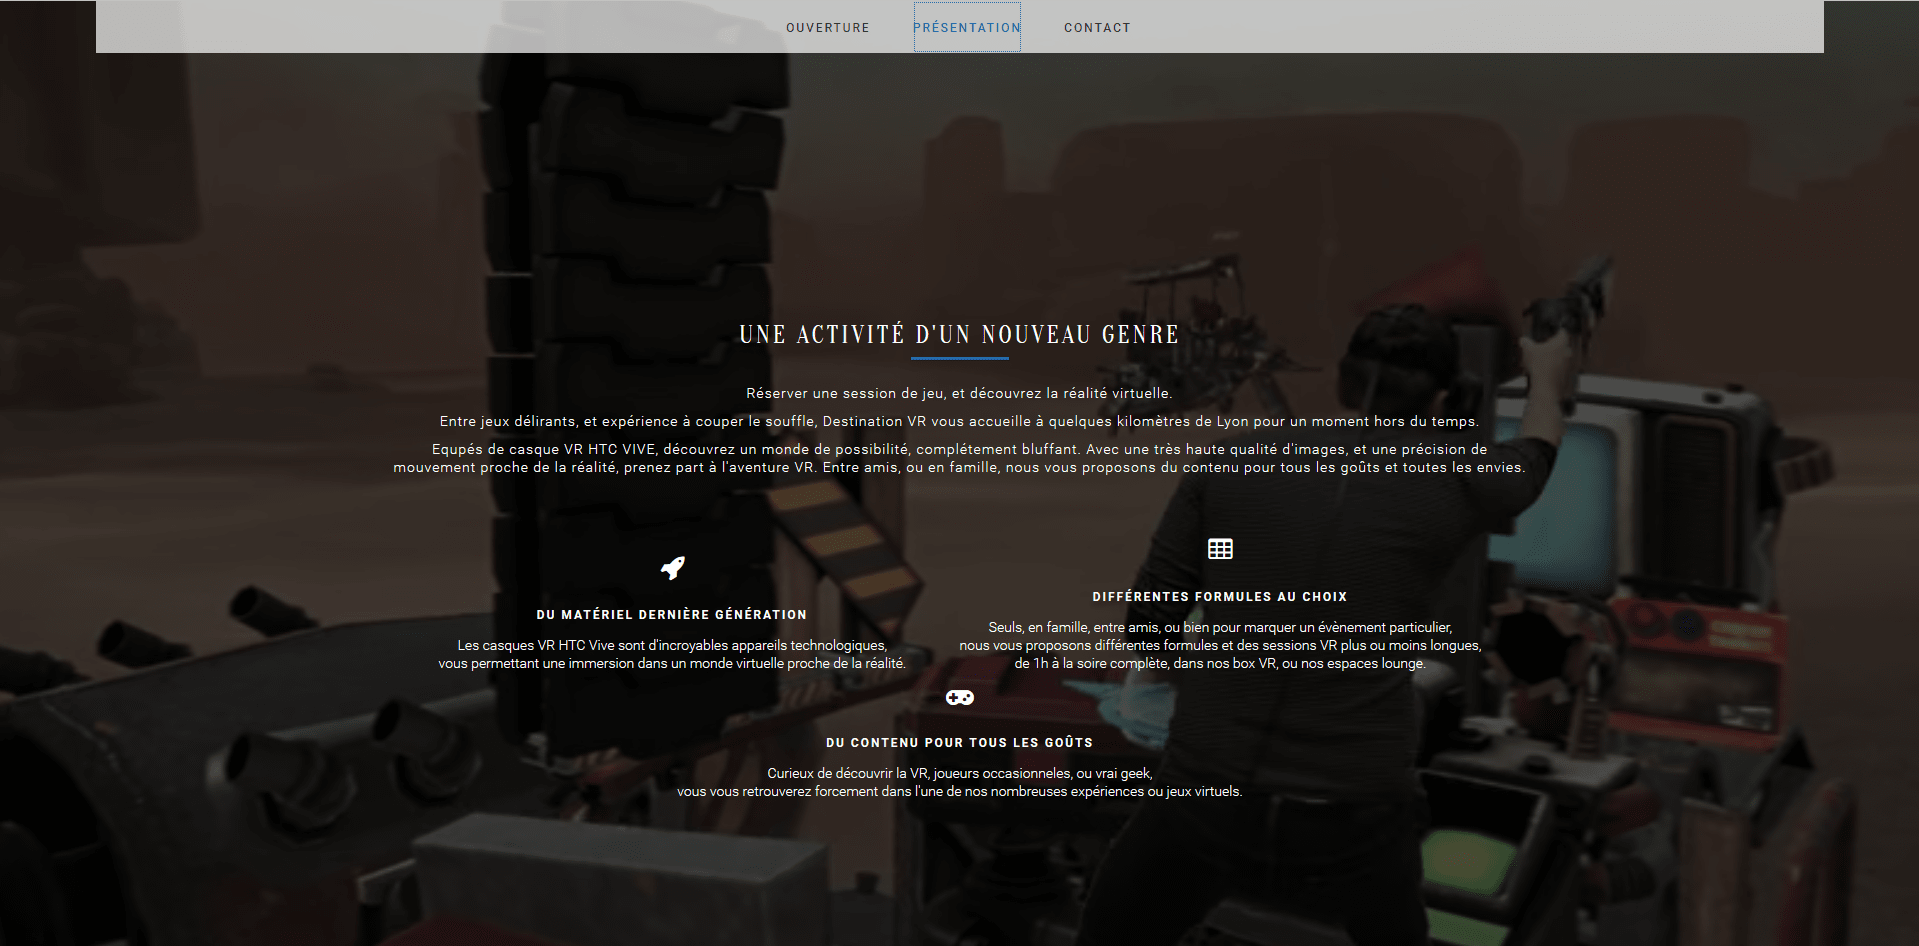 OUVERTURE PRÉSENTATION CONTACT
UNE ACTIVITÉ D'UN NOUVEAU GENRE
Réserver une session de jeu, et découvrez la réalité virtuelle.
Entre jeux délirants, et expérience à couper le souffle, Destination VR vous accueille à quelques kilomètres de Lyon pour un moment hors du temps.
Equpés de casque VR HTC VIVE, découvrez un monde de possibilité, complétement bluffant. Avec une très haute qualité d'images, et une précision de
mouvement proche de la réalité, prenez part à l'aventure VR. Entre amis, ou en famille, nous vous proposons du contenu pour tous les goûts et toutes les envies.
DU MATÉRIEL DERNIÈRE GÉNÉRATION
Les casques VR HTC Vive sont d'incroyables appareils technologiques,
vous permettant une immersion dans un monde virtuelle proche de la réalité.
DIFFÉRENTES FORMULES AU CHOIX
Seuls, en famille, entre amis, ou bien pour marquer un évènement particulier,
nous vous proposons différentes formules et des sessions VR plus ou moins longues,
de 1h à la soire complète, dans nos box VR, ou nos espaces lounge.
DU CONTENU POUR TOUS LES GOÛTS
Curieux de découvrir la VR, joueurs occasionneles, ou vrai geek,
vous vous retrouverez forcement dans l'une de nos nombreuses expériences ou jeux virtuels.